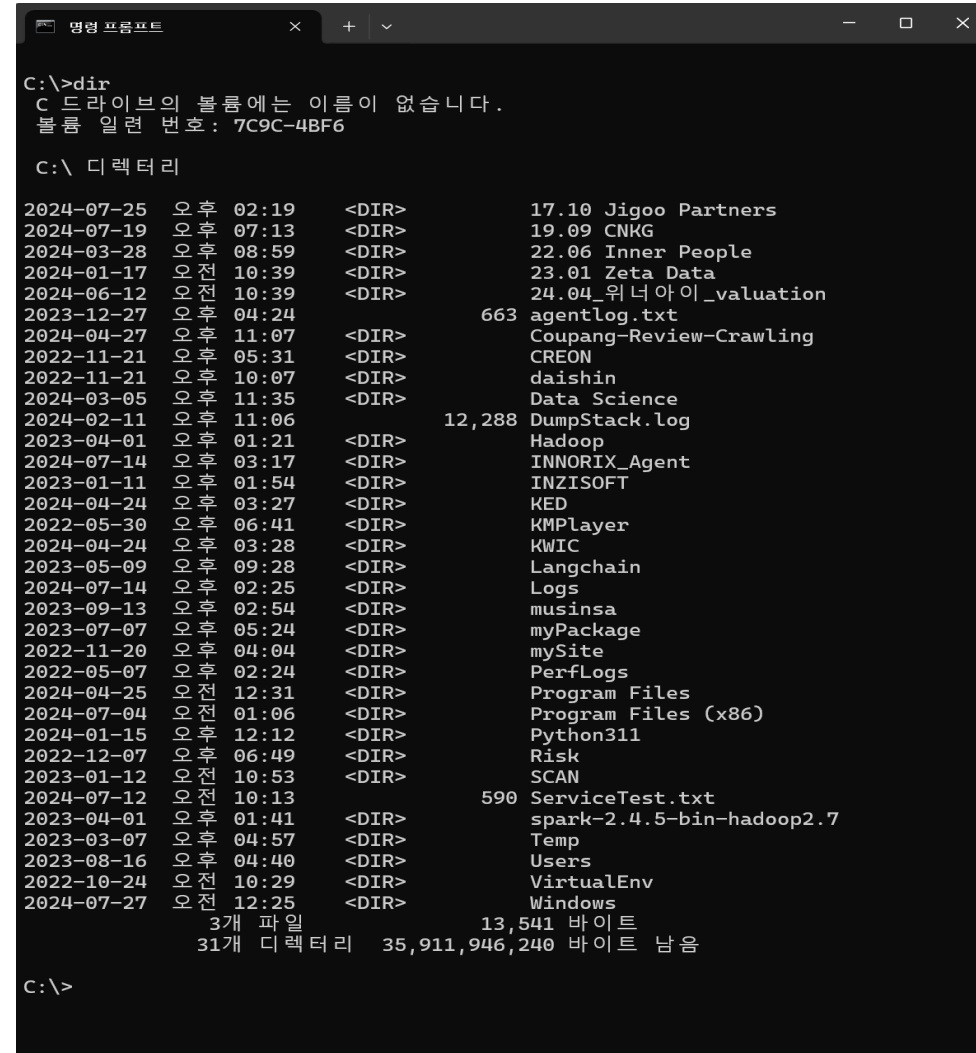 명령 프롬프트
C:\>dir
 C 드라이브의 볼륨에는 이름이 없습니다.
 볼륨 일련 번호: 7C9C-4BF6
 C:\ 디렉터리
2024-07-25  오후 02:19    <DIR>          17.10 Jigoo Partners
2024-07-19  오후 07:13    <DIR>          19.09 CNKG
2024-03-28  오후 08:59    <DIR>          22.06 Inner People
2024-01-17  오전 10:39    <DIR>          23.01 Zeta Data
2024-06-12  오전 10:39    <DIR>          24.04_위너아이_valuation
2023-12-27  오후 04:24               663 agentlog.txt
2024-04-27  오후 11:07    <DIR>          Coupang-Review-Crawling
2022-11-21  오후 05:31    <DIR>          CREON
2022-11-21  오후 10:07    <DIR>          daishin
2024-03-05  오후 11:35    <DIR>          Data Science
2024-02-11  오후 11:06            12,288 DumpStack.log
2023-04-01  오후 01:21    <DIR>          Hadoop
2024-07-14  오후 03:17    <DIR>          INNORIX_Agent
2023-01-11  오후 01:54    <DIR>          INZISOFT
2024-04-24  오후 03:27    <DIR>          KED
2022-05-30  오후 06:41    <DIR>          KMPlayer
2024-04-24  오후 03:28    <DIR>          KWIC
2023-05-09  오후 09:28    <DIR>          Langchain
2024-07-14  오후 02:25    <DIR>          Logs
2023-09-13  오후 02:54    <DIR>          musinsa
2023-07-07  오후 05:24    <DIR>          myPackage
2022-11-20  오후 04:04    <DIR>          mySite
2022-05-07  오후 02:24    <DIR>          PerfLogs
2024-04-25  오전 12:31    <DIR>          Program Files
2024-07-04  오전 01:06    <DIR>          Program Files (x86)
2024-01-15  오후 12:12    <DIR>          Python311
2022-12-07  오후 06:49    <DIR>          Risk
2023-01-12  오전 10:53    <DIR>          SCAN
2024-07-12  오전 10:13               590 ServiceTest.txt
2023-04-01  오후 01:41    <DIR>          spark-2.4.5-bin-hadoop2.7
2023-03-07  오후 04:57    <DIR>          Temp
2023-08-16  오후 04:40    <DIR>          Users
2022-10-24  오전 10:29    <DIR>          VirtualEnv
2024-07-27  오전 12:25    <DIR>          Windows
               3개 파일              13,541 바이트
              31개 디렉터리  35,911,946,240 바이트 남음
C:\>